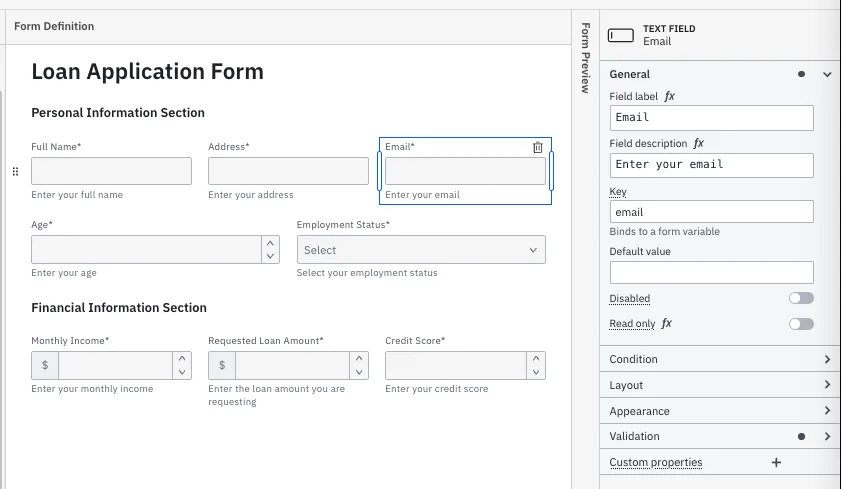 Form Definition
Loan Application Form
Personal Information Section
Full Name*
Address*
Email*
Enter your full name
Enter your address
Enter your email
Age*
Employment Status*
Select
Enter your age
Select your employment status
Financial Information Section
Monthly Income*
Requested Loan Amount*
Credit Score*
$
$
Enter your monthly income
Enter the loan amount you are
requesting
Enter your credit score
Form Preview
TEXT FIELD
Email
General
Field label fx
Email
Field description fx
Enter your email
Key
email
Binds to a form variable
Default value
Disabled
Read only fx
Condition
Layout
Appearance
Validation
Custom properties